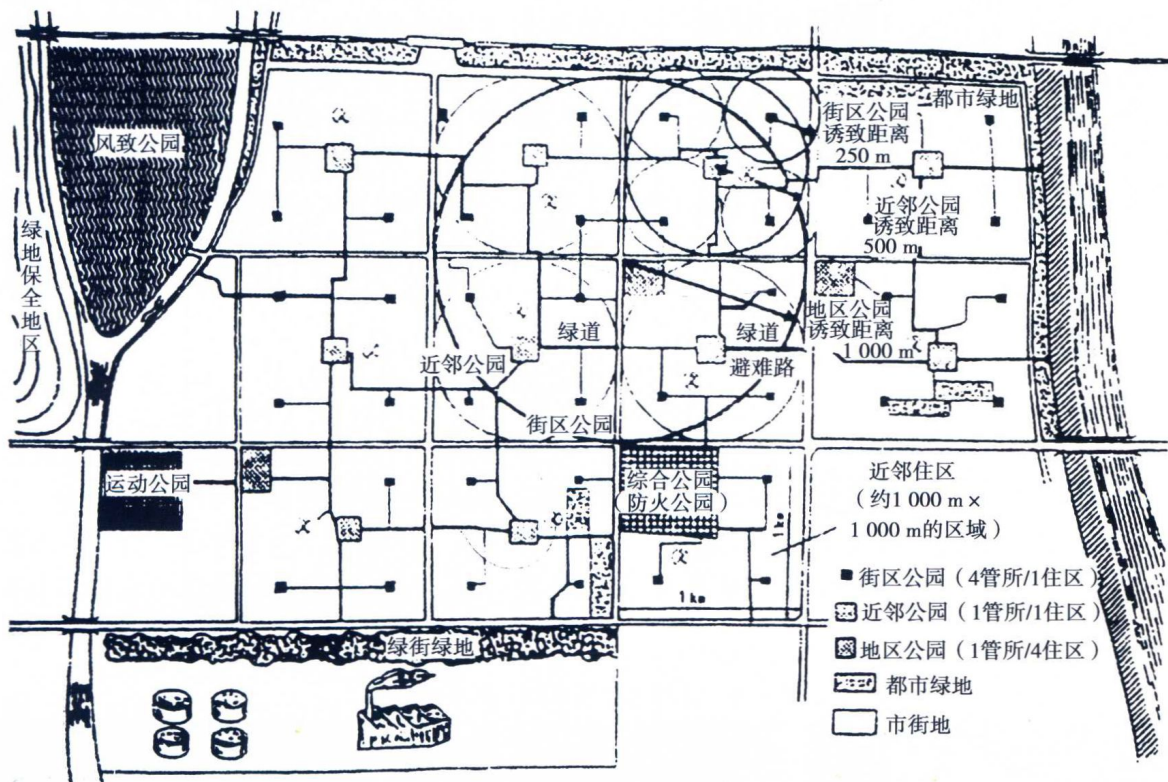 风致公园
绿地保全地区
都市绿地
街区公园
诱致距离
250 m
近邻公园
诱致距离
500 m
地区公园
诱致距离
1 000 m
绿道
绿道
近邻公园
避难路
街区公园
运动公园
综合公园
(防火公园)
近邻住区
(约1 000 m ×
1 000 m的区域)
1 km
1 km
街区公园(4管所/1住区)
近邻公园(1管所/1住区)
地区公园(1管所/4住区)
都市绿地
市街地
绿街绿地